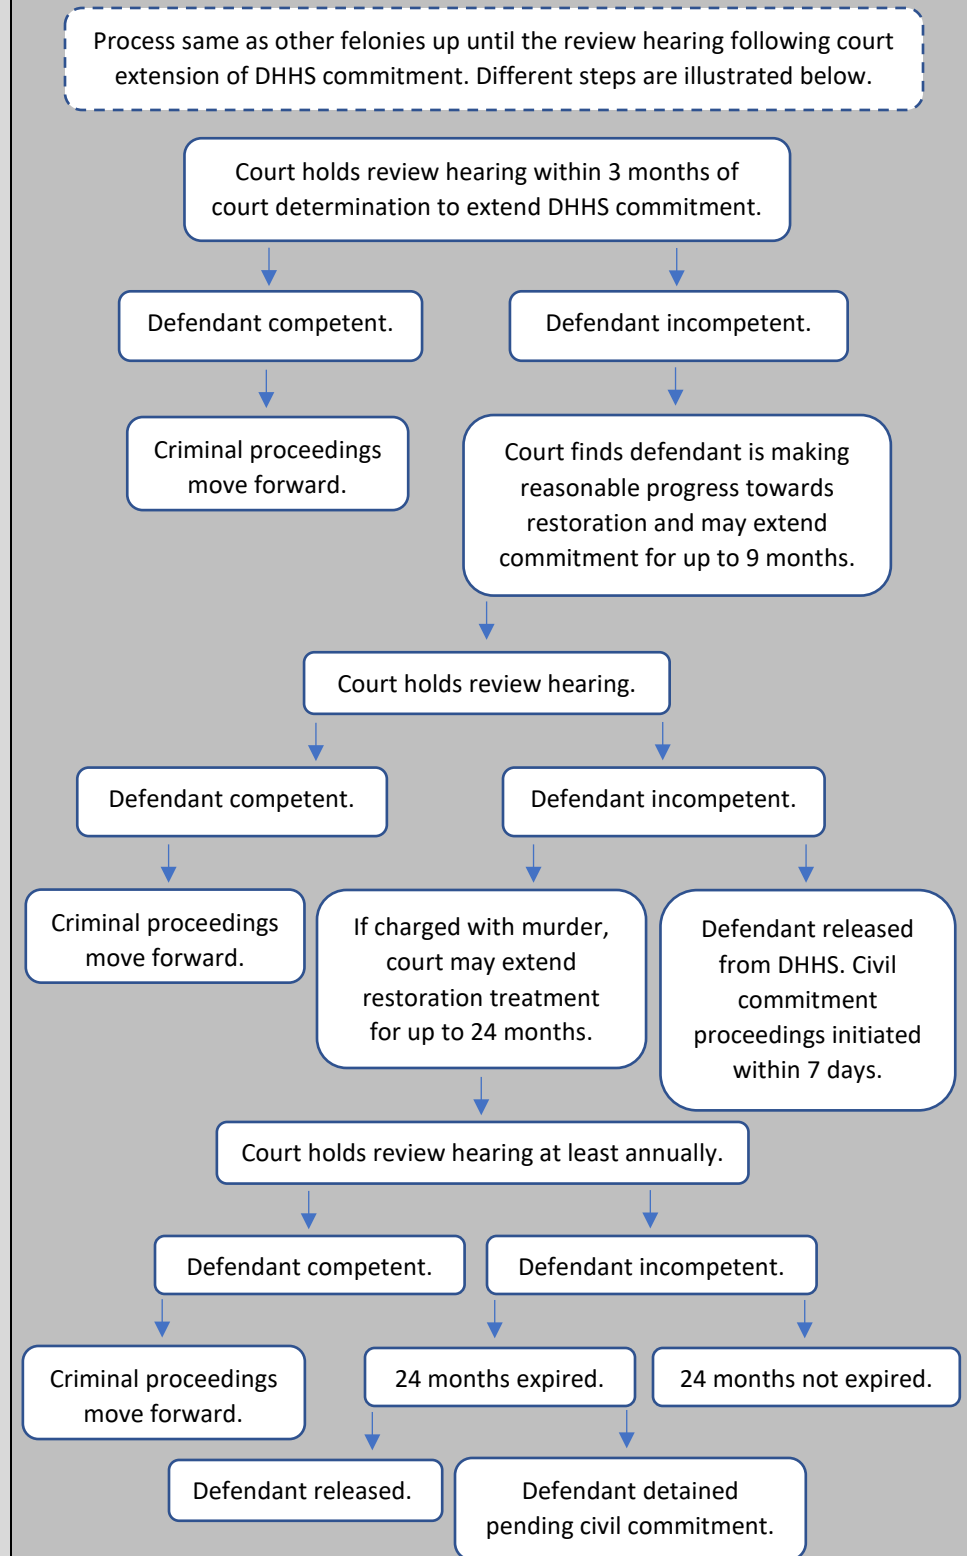 Process same as other felonies up until the review hearing following court
extension of DHHS commitment. Different steps are illustrated below.
Court holds review hearing within 3 months of
court determination to extend DHHS commitment.
Defendant competent.
Defendant incompetent.
Criminal proceedings
move forward.
Court finds defendant is making
reasonable progress towards
restoration and may extend
commitment for up to 9 months.
Court holds review hearing.
Defendant competent.
Defendant incompetent.
Criminal proceedings
move forward.
If charged with murder,
court may extend
restoration treatment
for up to 24 months.
Defendant released
from DHHS. Civil
commitment
proceedings initiated
within 7 days.
Court holds review hearing at least annually.
Defendant competent.
Defendant incompetent.
Criminal proceedings
move forward.
24 months expired.
24 months not expired.
Defendant released.
Defendant detained
pending civil commitment.